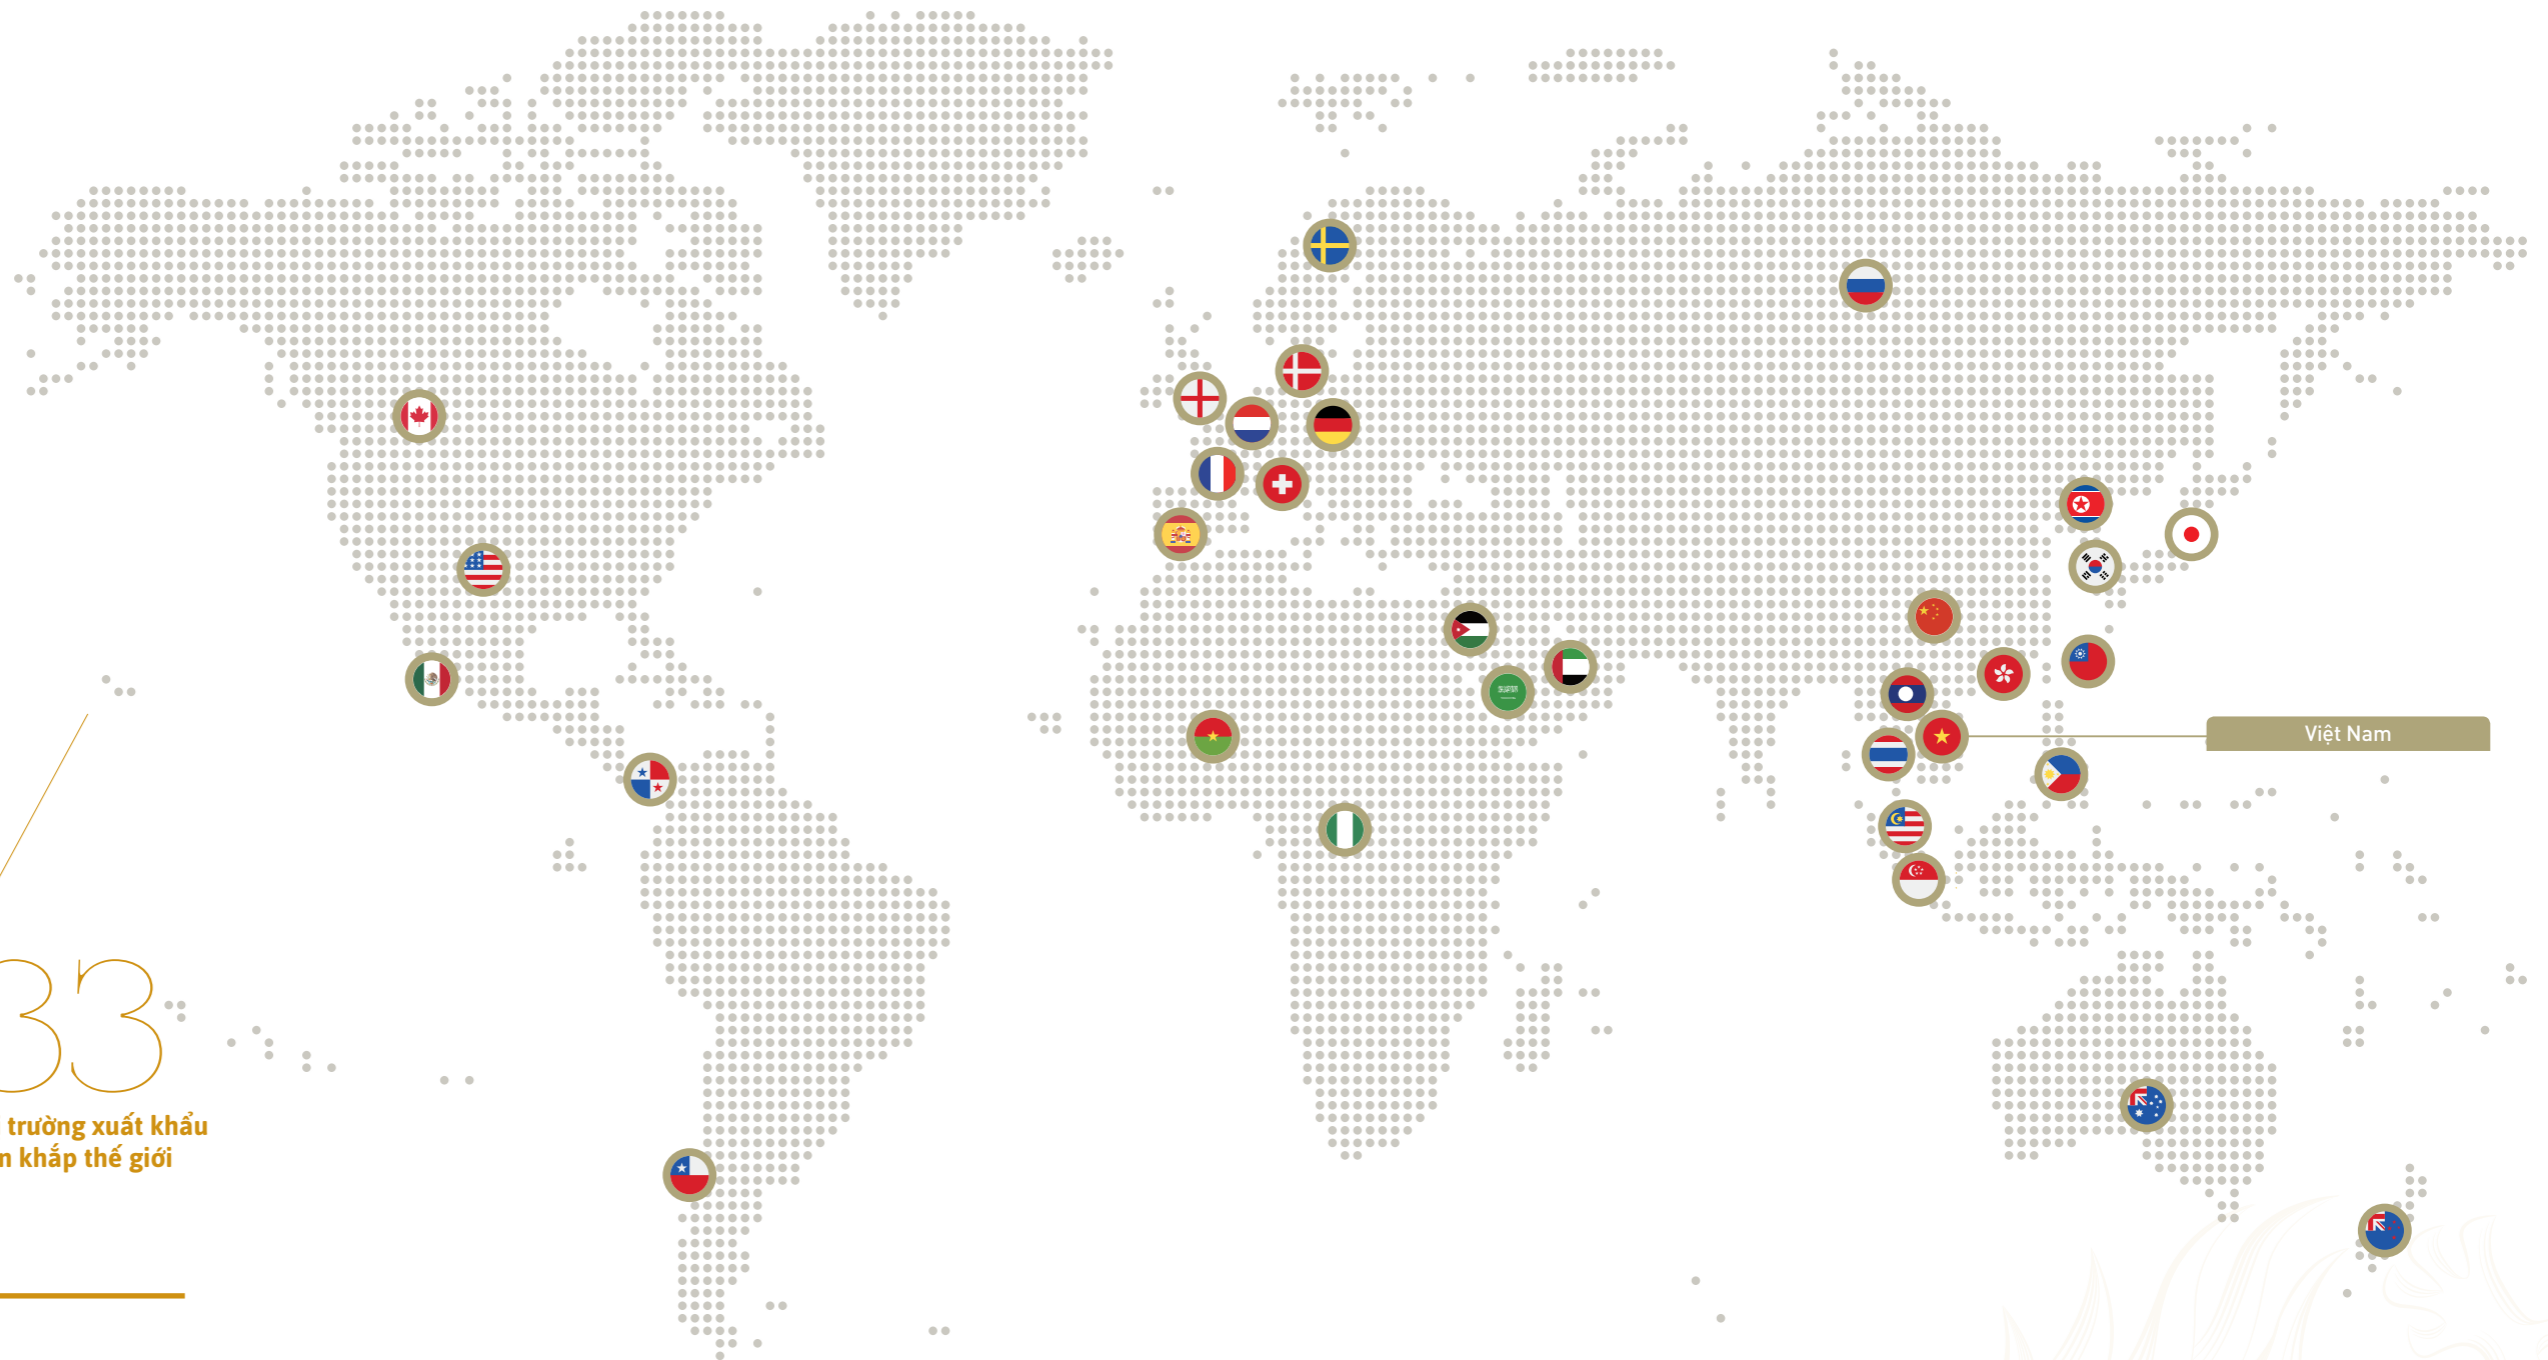 33
trường xuất khẩu
khắp thế giới
Việt Nam